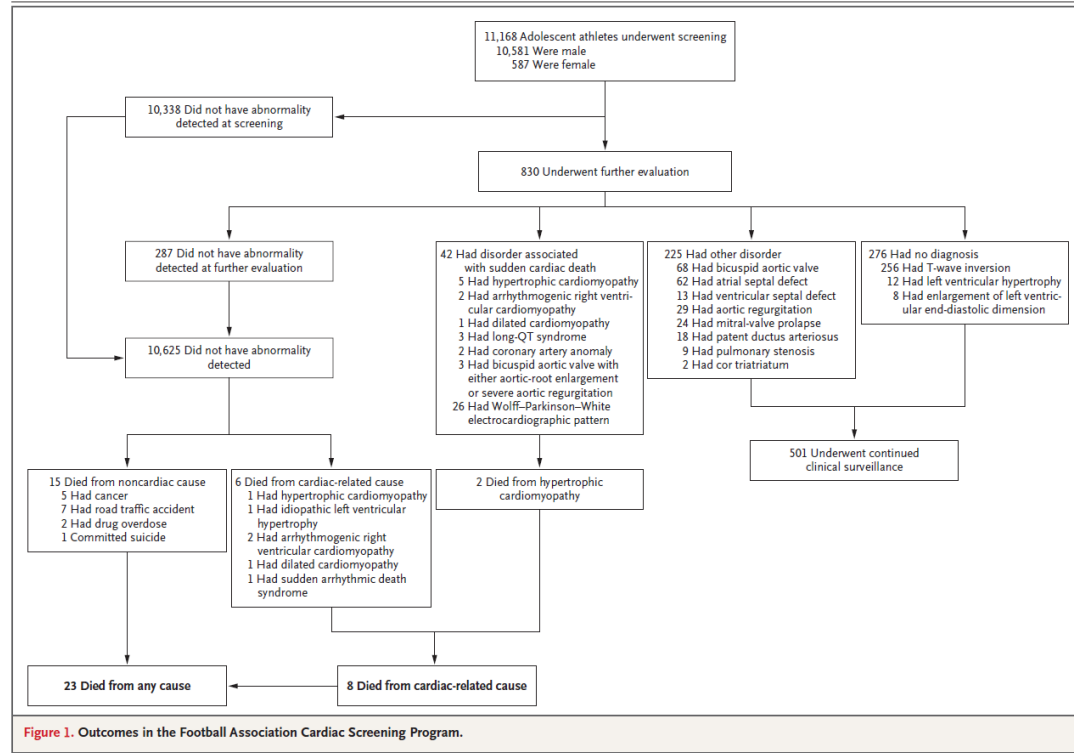 11,168 Adolescent athletes underwent screening
10,581 Were male
587 Were female
10,338 Did not have abnormality
detected at screening
830 Underwent further evaluation
287 Did not have abnormality
detected at further evaluation
42 Had disorder associated
with sudden cardiac death
5 Had hypertrophic cardiomyopathy
2 Had arrhythmogenic right ventri-
cular cardiomyopathy
1 Had dilated cardiomyopathy
3 Had long-QT syndrome
2 Had coronary artery anomaly
3 Had bicuspid aortic valve with
either aortic-root enlargement
or severe aortic regurgitation
26 Had Wolff–Parkinson–White
electrocardiographic pattern
225 Had other disorder
68 Had bicuspid aortic valve
62 Had atrial septal defect
13 Had ventricular septal defect
29 Had aortic regurgitation
24 Had mitral-valve prolapse
18 Had patent ductus arteriosus
9 Had pulmonary stenosis
2 Had cor triatriatum
276 Had no diagnosis
256 Had T-wave inversion
12 Had left ventricular hypertrophy
8 Had enlargement of left ventric-
ular end-diastolic dimension
10,625 Did not have abnormality
detected
501 Underwent continued
clinical surveillance
15 Died from noncardiac cause
5 Had cancer
7 Had road traffic accident
2 Had drug overdose
1 Committed suicide
6 Died from cardiac-related cause
1 Had hypertrophic cardiomyopathy
1 Had idiopathic left ventricular
hypertrophy
2 Had arrhythmogenic right
ventricular cardiomyopathy
1 Had dilated cardiomyopathy
1 Had sudden arrhythmic death
syndrome
2 Died from hypertrophic
cardiomyopathy
23 Died from any cause
8 Died from cardiac-related cause
Figure 1. Outcomes in the Football Association Cardiac Screening Program.